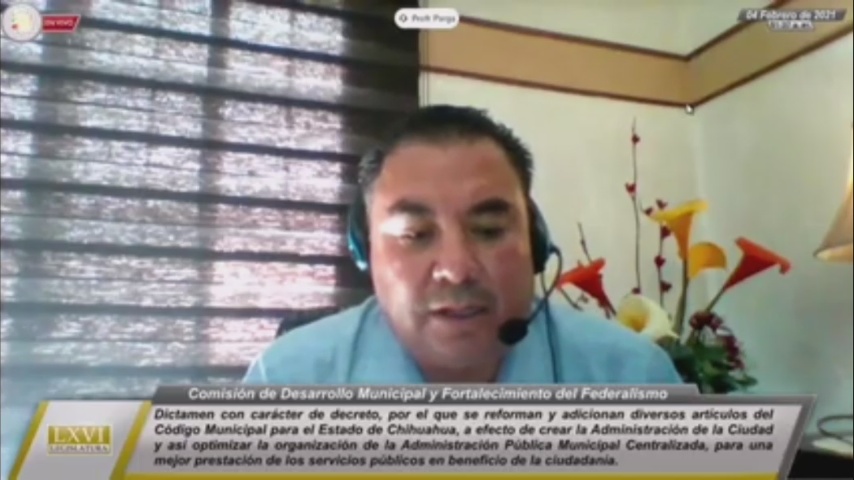 EN VIVO
Profr Parga
04 Febrero de 2021
Comisión de Desarrollo Municipal y Fortalecimiento del Federalismo
LXVI
LEGISLATURA
Dictamen con carácter de decreto, por el que se reforman y adicionan diversos artículos del
Código Municipal para el Estado de Chihuahua, a efecto de crear la Administración de la Ciudad
y así optimizar la organización de la Administración Pública Municipal Centralizada, para una
mejor prestación de los servicios públicos en beneficio de la ciudadanía.